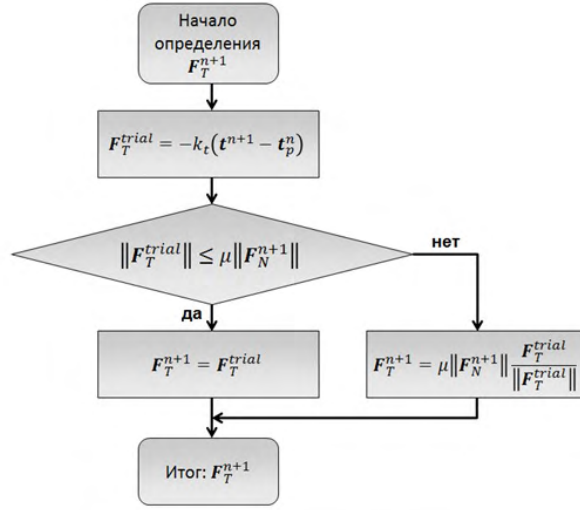 Начало
определения
𝑭_T^{n+1}
𝑭_T^{trial} = −k_t(𝒕^{n+1} − 𝒕_p^n)
‖𝑭_T^{trial}‖ ≤ μ‖𝑭_N^{n+1}‖
нет
да
𝑭_T^{n+1} = 𝑭_T^{trial}
𝑭_T^{n+1} = μ‖𝑭_N^{n+1}‖ 𝑭_T^{trial} / ‖𝑭_T^{trial}‖
Итог: 𝑭_T^{n+1}